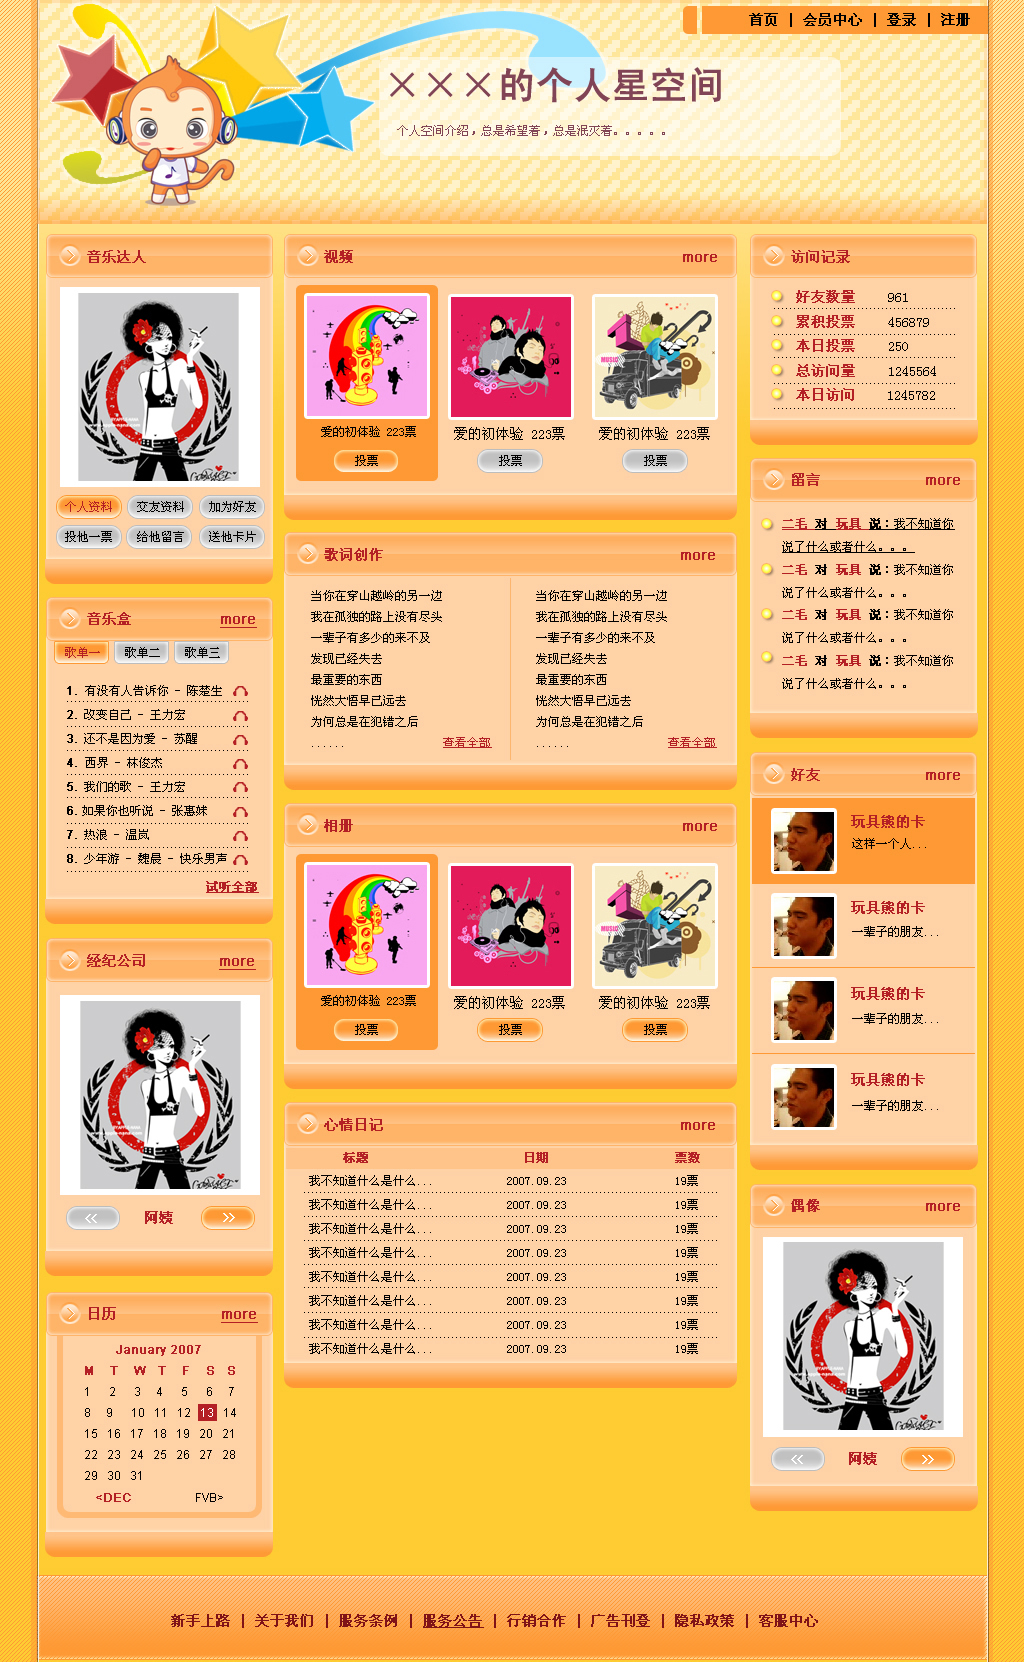 首页 | 会员中心 | 登录 | 注册
×××的个人星空间
个人空间介绍，总是希望着，总是泯灭着。。。。。
音乐达人
个人资料 交友资料 加为好友
投他一票 给他留言 送他卡片
音乐盒 more
歌单一 歌单二 歌单三
1. 有没有人告诉你 - 陈楚生
2. 改变自己 - 王力宏
3. 还不是因为爱 - 苏醒
4. 西界 - 林俊杰
5. 我们的歌 - 王力宏
6. 如果你也听说 - 张惠妹
7. 热浪 - 温岚
8. 少年游 - 魏晨 - 快乐男声
试听全部
经纪公司 more
阿姨
日历 more
January 2007
M T W T F S S
1 2 3 4 5 6 7
8 9 10 11 12 13 14
15 16 17 18 19 20 21
22 23 24 25 26 27 28
29 30 31
<DEC FVB>
视频 more
MUSIC
爱的初体验 223票 爱的初体验 223票 爱的初体验 223票
投票 投票 投票
歌词创作 more
当你在穿山越岭的另一边
我在孤独的路上没有尽头
一辈子有多少的来不及
发现已经失去
最重要的东西
恍然大悟早已远去
为何总是在犯错之后
...... 查看全部
当你在穿山越岭的另一边
我在孤独的路上没有尽头
一辈子有多少的来不及
发现已经失去
最重要的东西
恍然大悟早已远去
为何总是在犯错之后
...... 查看全部
相册 more
MUSIC
爱的初体验 223票 爱的初体验 223票 爱的初体验 223票
投票 投票 投票
心情日记 more
标题 日期 票数
我不知道什么是什么... 2007.09.23 19票
我不知道什么是什么... 2007.09.23 19票
我不知道什么是什么... 2007.09.23 19票
我不知道什么是什么... 2007.09.23 19票
我不知道什么是什么... 2007.09.23 19票
我不知道什么是什么... 2007.09.23 19票
我不知道什么是什么... 2007.09.23 19票
我不知道什么是什么... 2007.09.23 19票
访问记录
好友数量 961
累积投票 456879
本日投票 250
总访问量 1245564
本日访问 1245782
留言 more
二毛 对 玩具 说：我不知道你
说了什么或者什么。。。
二毛 对 玩具 说：我不知道你
说了什么或者什么。。。
二毛 对 玩具 说：我不知道你
说了什么或者什么。。。
二毛 对 玩具 说：我不知道你
说了什么或者什么。。。
好友 more
玩具熊的卡
这样一个人...
玩具熊的卡
一辈子的朋友...
玩具熊的卡
一辈子的朋友...
玩具熊的卡
一辈子的朋友...
偶像 more
阿姨
新手上路 | 关于我们 | 服务条例 | 服务公告 | 行销合作 | 广告刊登 | 隐私政策 | 客服中心